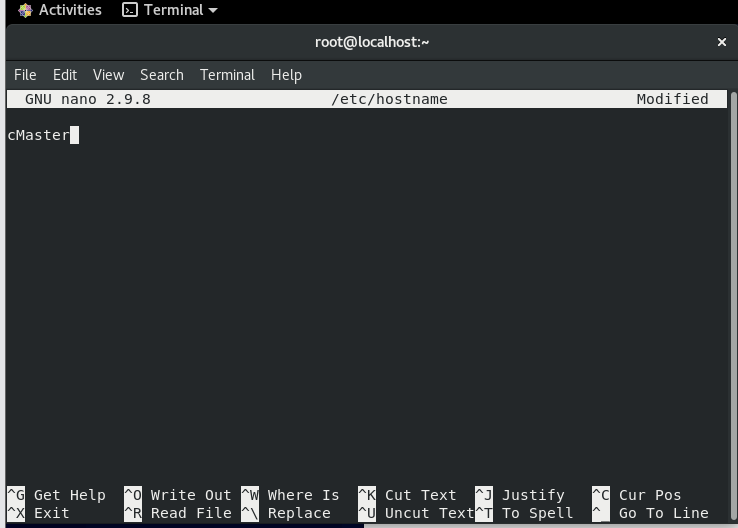 Activities Terminal
root@localhost:~ ×
File Edit View Search Terminal Help
GNU nano 2.9.8 /etc/hostname Modified
cMaster
^G Get Help ^O Write Out ^W Where Is ^K Cut Text ^J Justify ^C Cur Pos
^X Exit ^R Read File ^\ Replace ^U Uncut Text ^T To Spell ^_ Go To Line